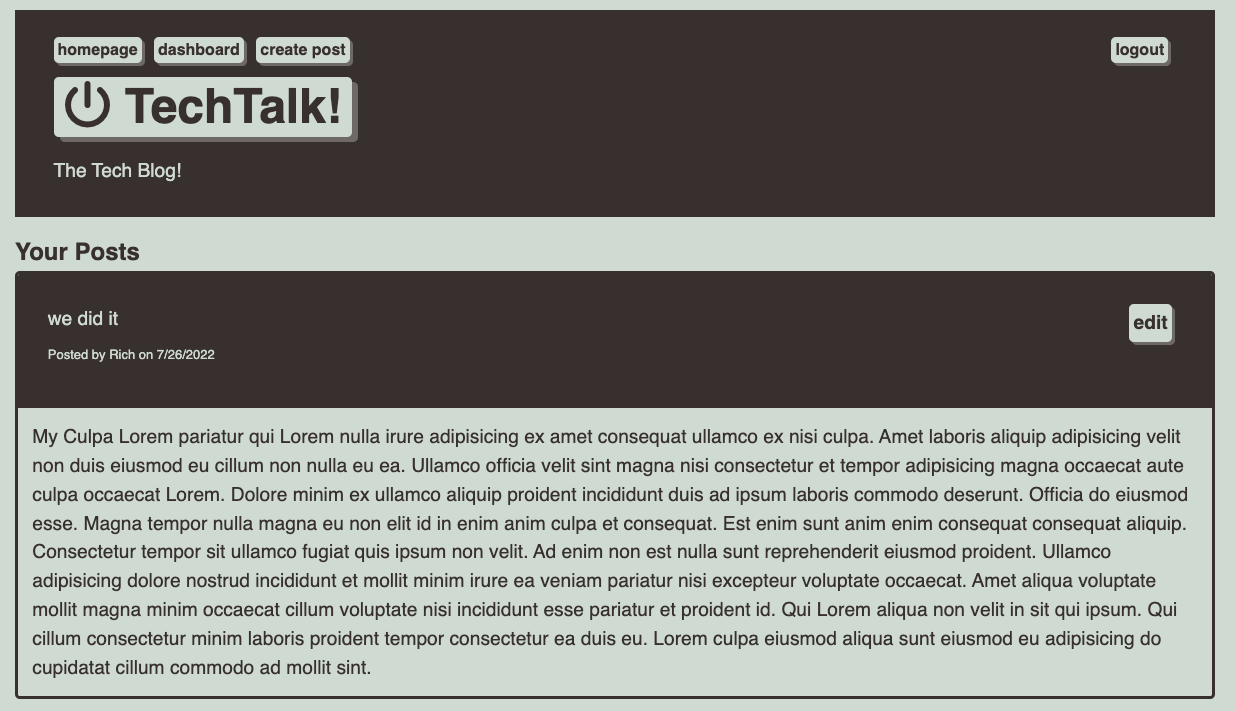 homepage dashboard create post logout
TechTalk!
The Tech Blog!
Your Posts
we did it
edit
Posted by Rich on 7/26/2022
My Culpa Lorem pariatur qui Lorem nulla irure adipisicing ex amet consequat ullamco ex nisi culpa. Amet laboris aliquip adipisicing velit
non duis eiusmod eu cillum non nulla eu ea. Ullamco officia velit sint magna nisi consectetur et tempor adipisicing magna occaecat aute
culpa occaecat Lorem. Dolore minim ex ullamco aliquip proident incididunt duis ad ipsum laboris commodo deserunt. Officia do eiusmod
esse. Magna tempor nulla magna eu non elit id in enim anim culpa et consequat. Est enim sunt anim enim consequat consequat aliquip.
Consectetur tempor sit ullamco fugiat quis ipsum non velit. Ad enim non est nulla sunt reprehenderit eiusmod proident. Ullamco
adipisicing dolore nostrud incididunt et mollit minim irure ea veniam pariatur nisi excepteur voluptate occaecat. Amet aliqua voluptate
mollit magna minim occaecat cillum voluptate nisi incididunt esse pariatur et proident id. Qui Lorem aliqua non velit in sit qui ipsum. Qui
cillum consectetur minim laboris proident tempor consectetur ea duis eu. Lorem culpa eiusmod aliqua sunt eiusmod eu adipisicing do
cupidatat cillum commodo ad mollit sint.